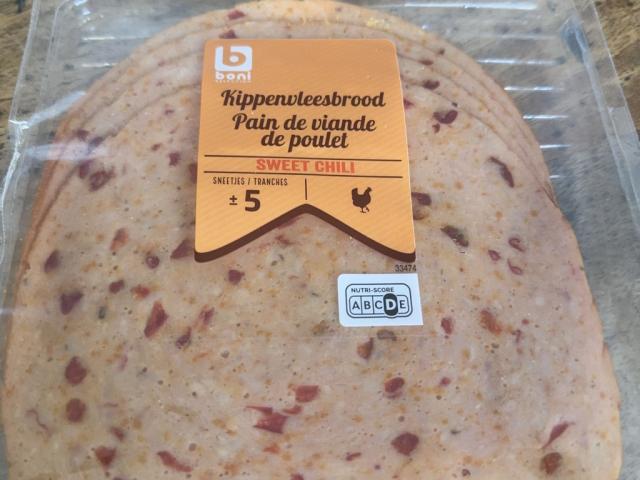 boni
Kippenvleesbrood
Pain de viande
de poulet
SWEET CHILI
SNEETJES / TRANCHES
± 5
33474
NUTRI-SCORE
ABCDE